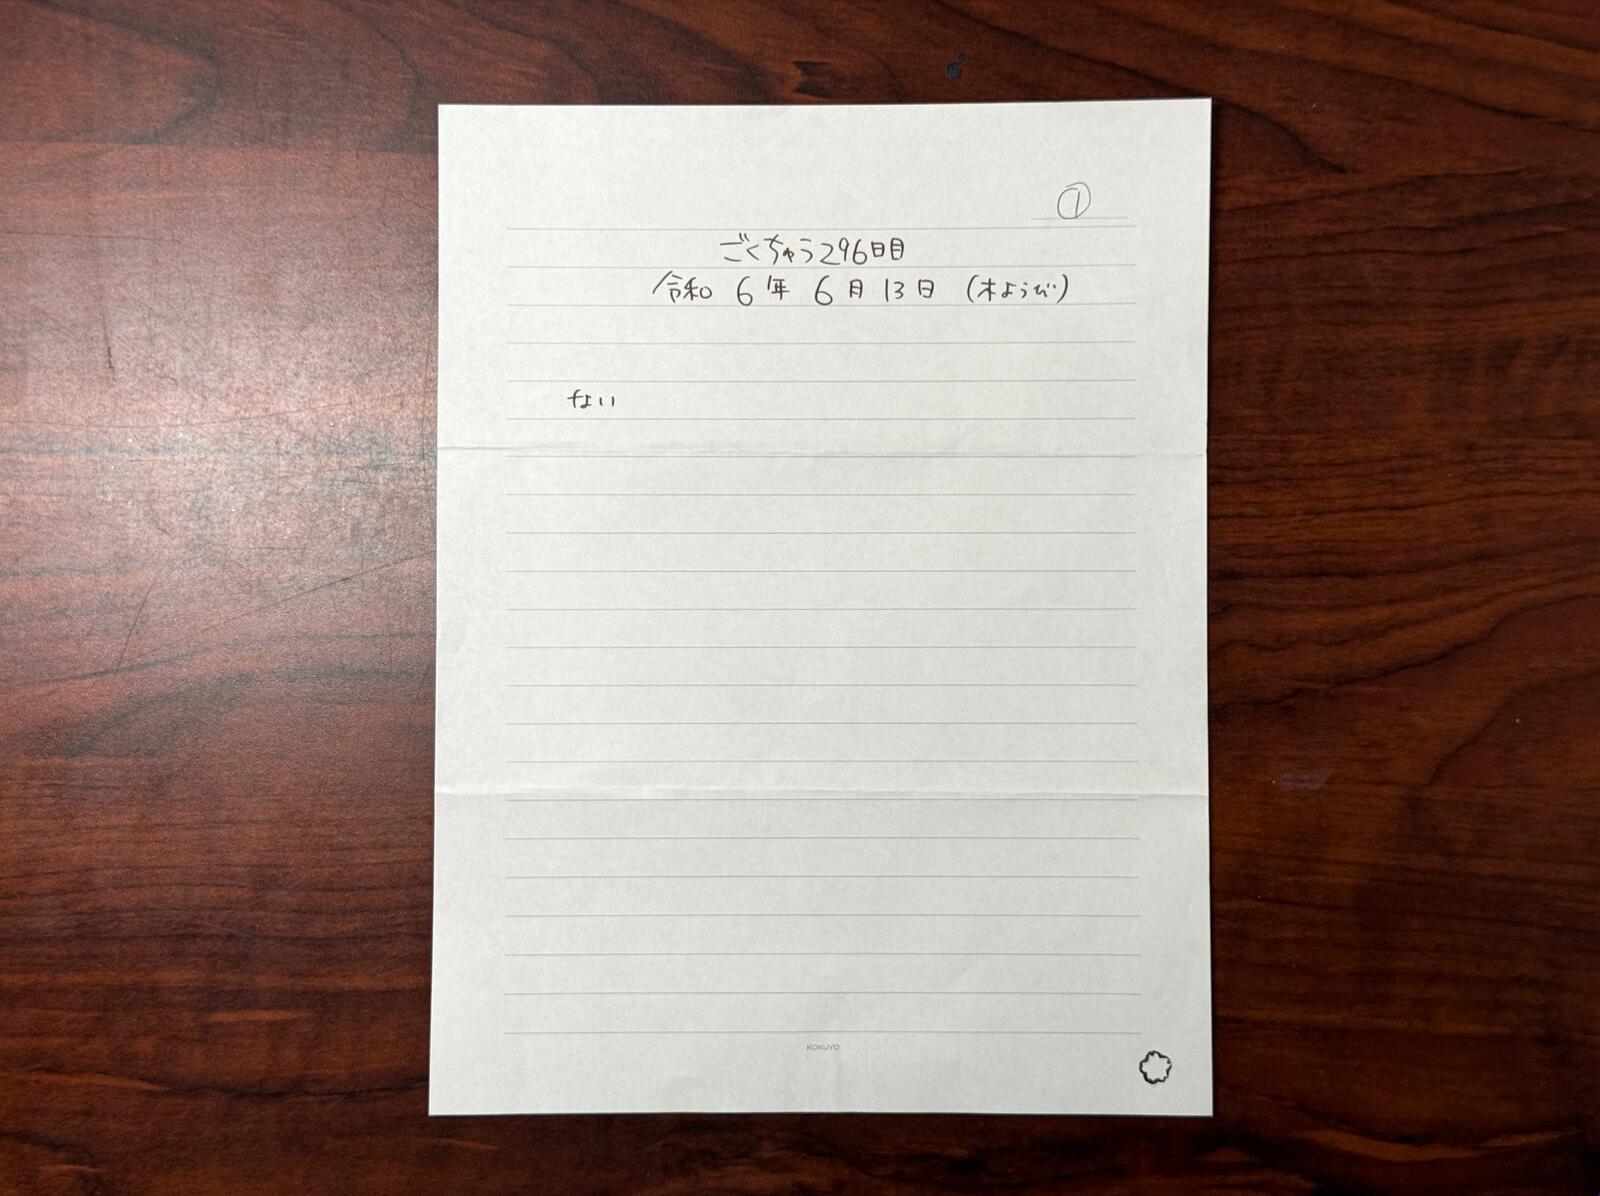 ①
ごくちゅう296日目
令和 6年 6月 13日 (木ようび)
ない
KOKUYO